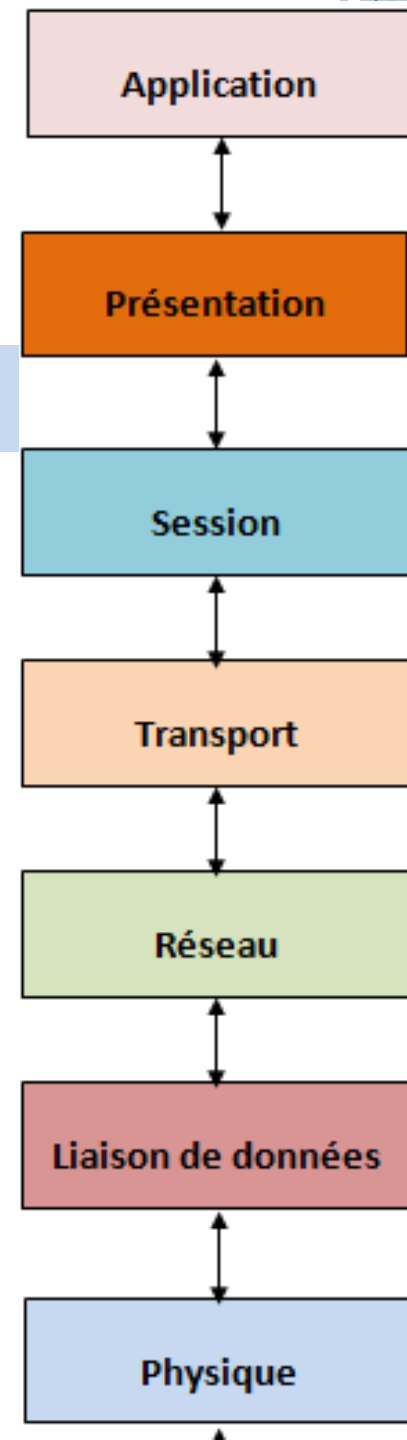 Application
Présentation
Session
Transport
Réseau
Liaison de données
Physique